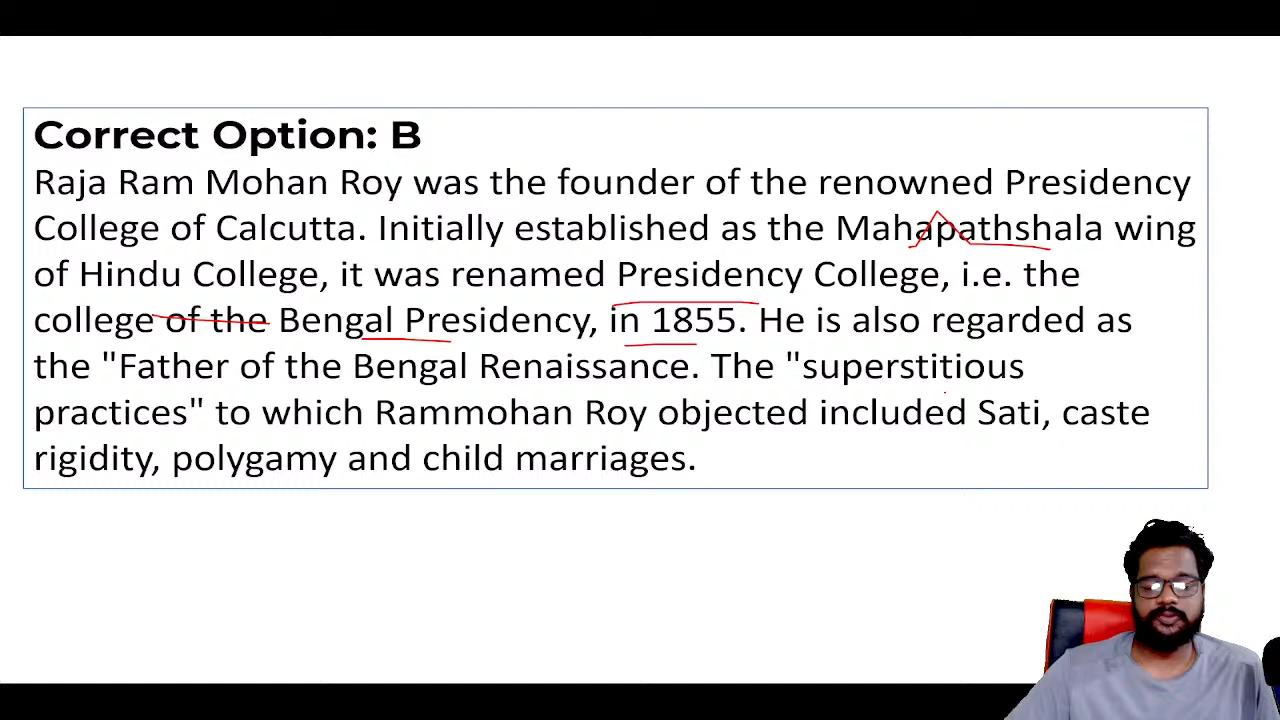 Correct Option: B
Raja Ram Mohan Roy was the founder of the renowned Presidency
College of Calcutta. Initially established as the Mahapathshala wing
of Hindu College, it was renamed Presidency College, i.e. the
college of the Bengal Presidency, in 1855. He is also regarded as
the "Father of the Bengal Renaissance. The "superstitious
practices" to which Rammohan Roy objected included Sati, caste
rigidity, polygamy and child marriages.